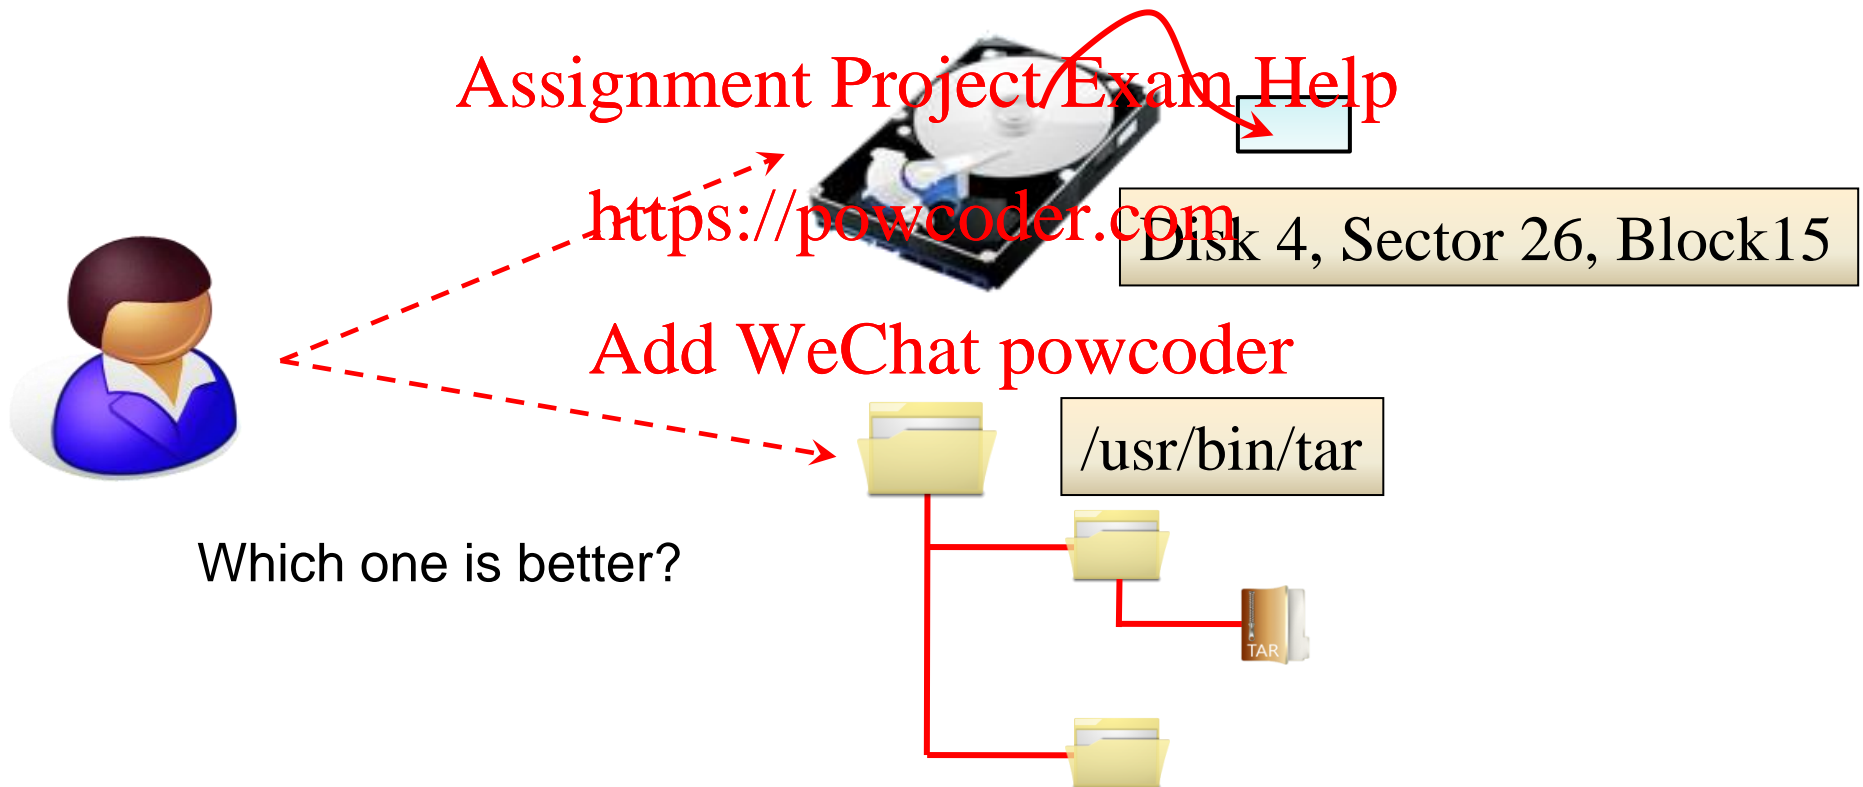 Assignment Project Exam Help
https://powcoder.com
Disk 4, Sector 26, Block15
Add WeChat powcoder
/usr/bin/tar
Which one is better?
TAR